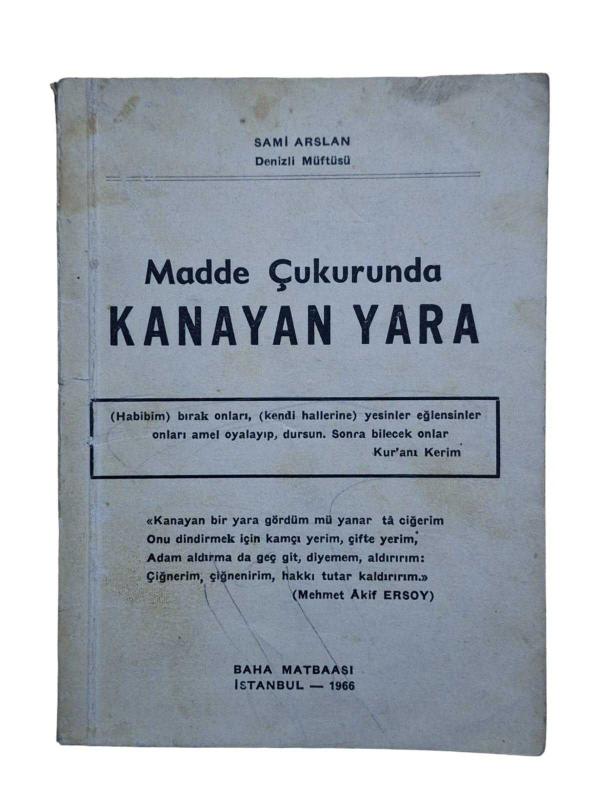 SAMİ ARSLAN
Denizli Müftüsü
Madde Çukurunda
KANAYAN YARA
(Habibim) bırak onları, (kendi hallerine) yesinler eğlensinler
onları amel oyalayıp, dursun. Sonra bilecek onlar
Kur'anı Kerim
«Kanayan bir yara gördüm mü yanar tâ ciğerim
Onu dindirmek için kamçı yerim, çifte yerim,
Adam aldırma da geç git, diyemem, aldırırım:
Çiğnerim, çiğnenirim, hakkı tutar kaldırırım.»
(Mehmet Âkif ERSOY)
BAHA MATBAASI
İSTANBUL — 1966